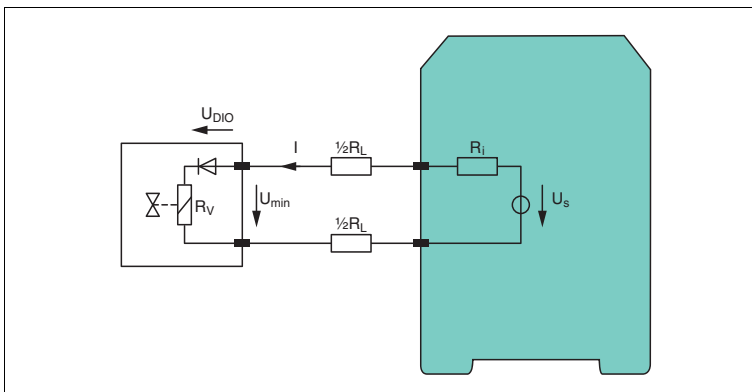 U_DIO
I
½R_L
R_i
R_V
U_min
U_s
½R_L